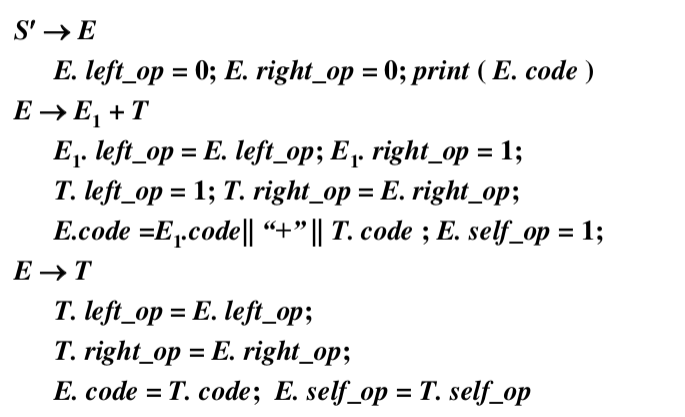 S′ → E
E. left_op = 0; E. right_op = 0; print ( E. code )
E → E₁ + T
E₁. left_op = E. left_op; E₁. right_op = 1;
T. left_op = 1; T. right_op = E. right_op;
E.code =E₁.code|| “+” || T. code ; E. self_op = 1;
E → T
T. left_op = E. left_op;
T. right_op = E. right_op;
E. code = T. code; E. self_op = T. self_op